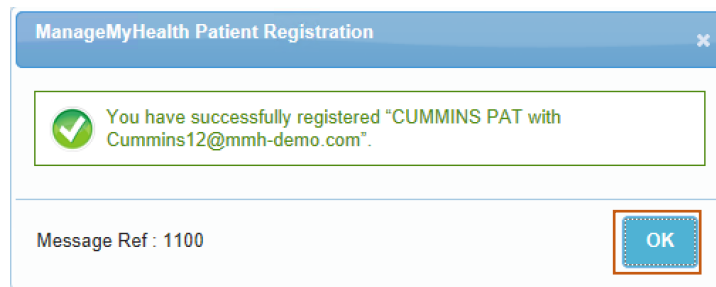 ManageMyHealth Patient Registration
You have successfully registered “CUMMINS PAT with
Cummins12@mmh-demo.com”.
Message Ref : 1100
OK